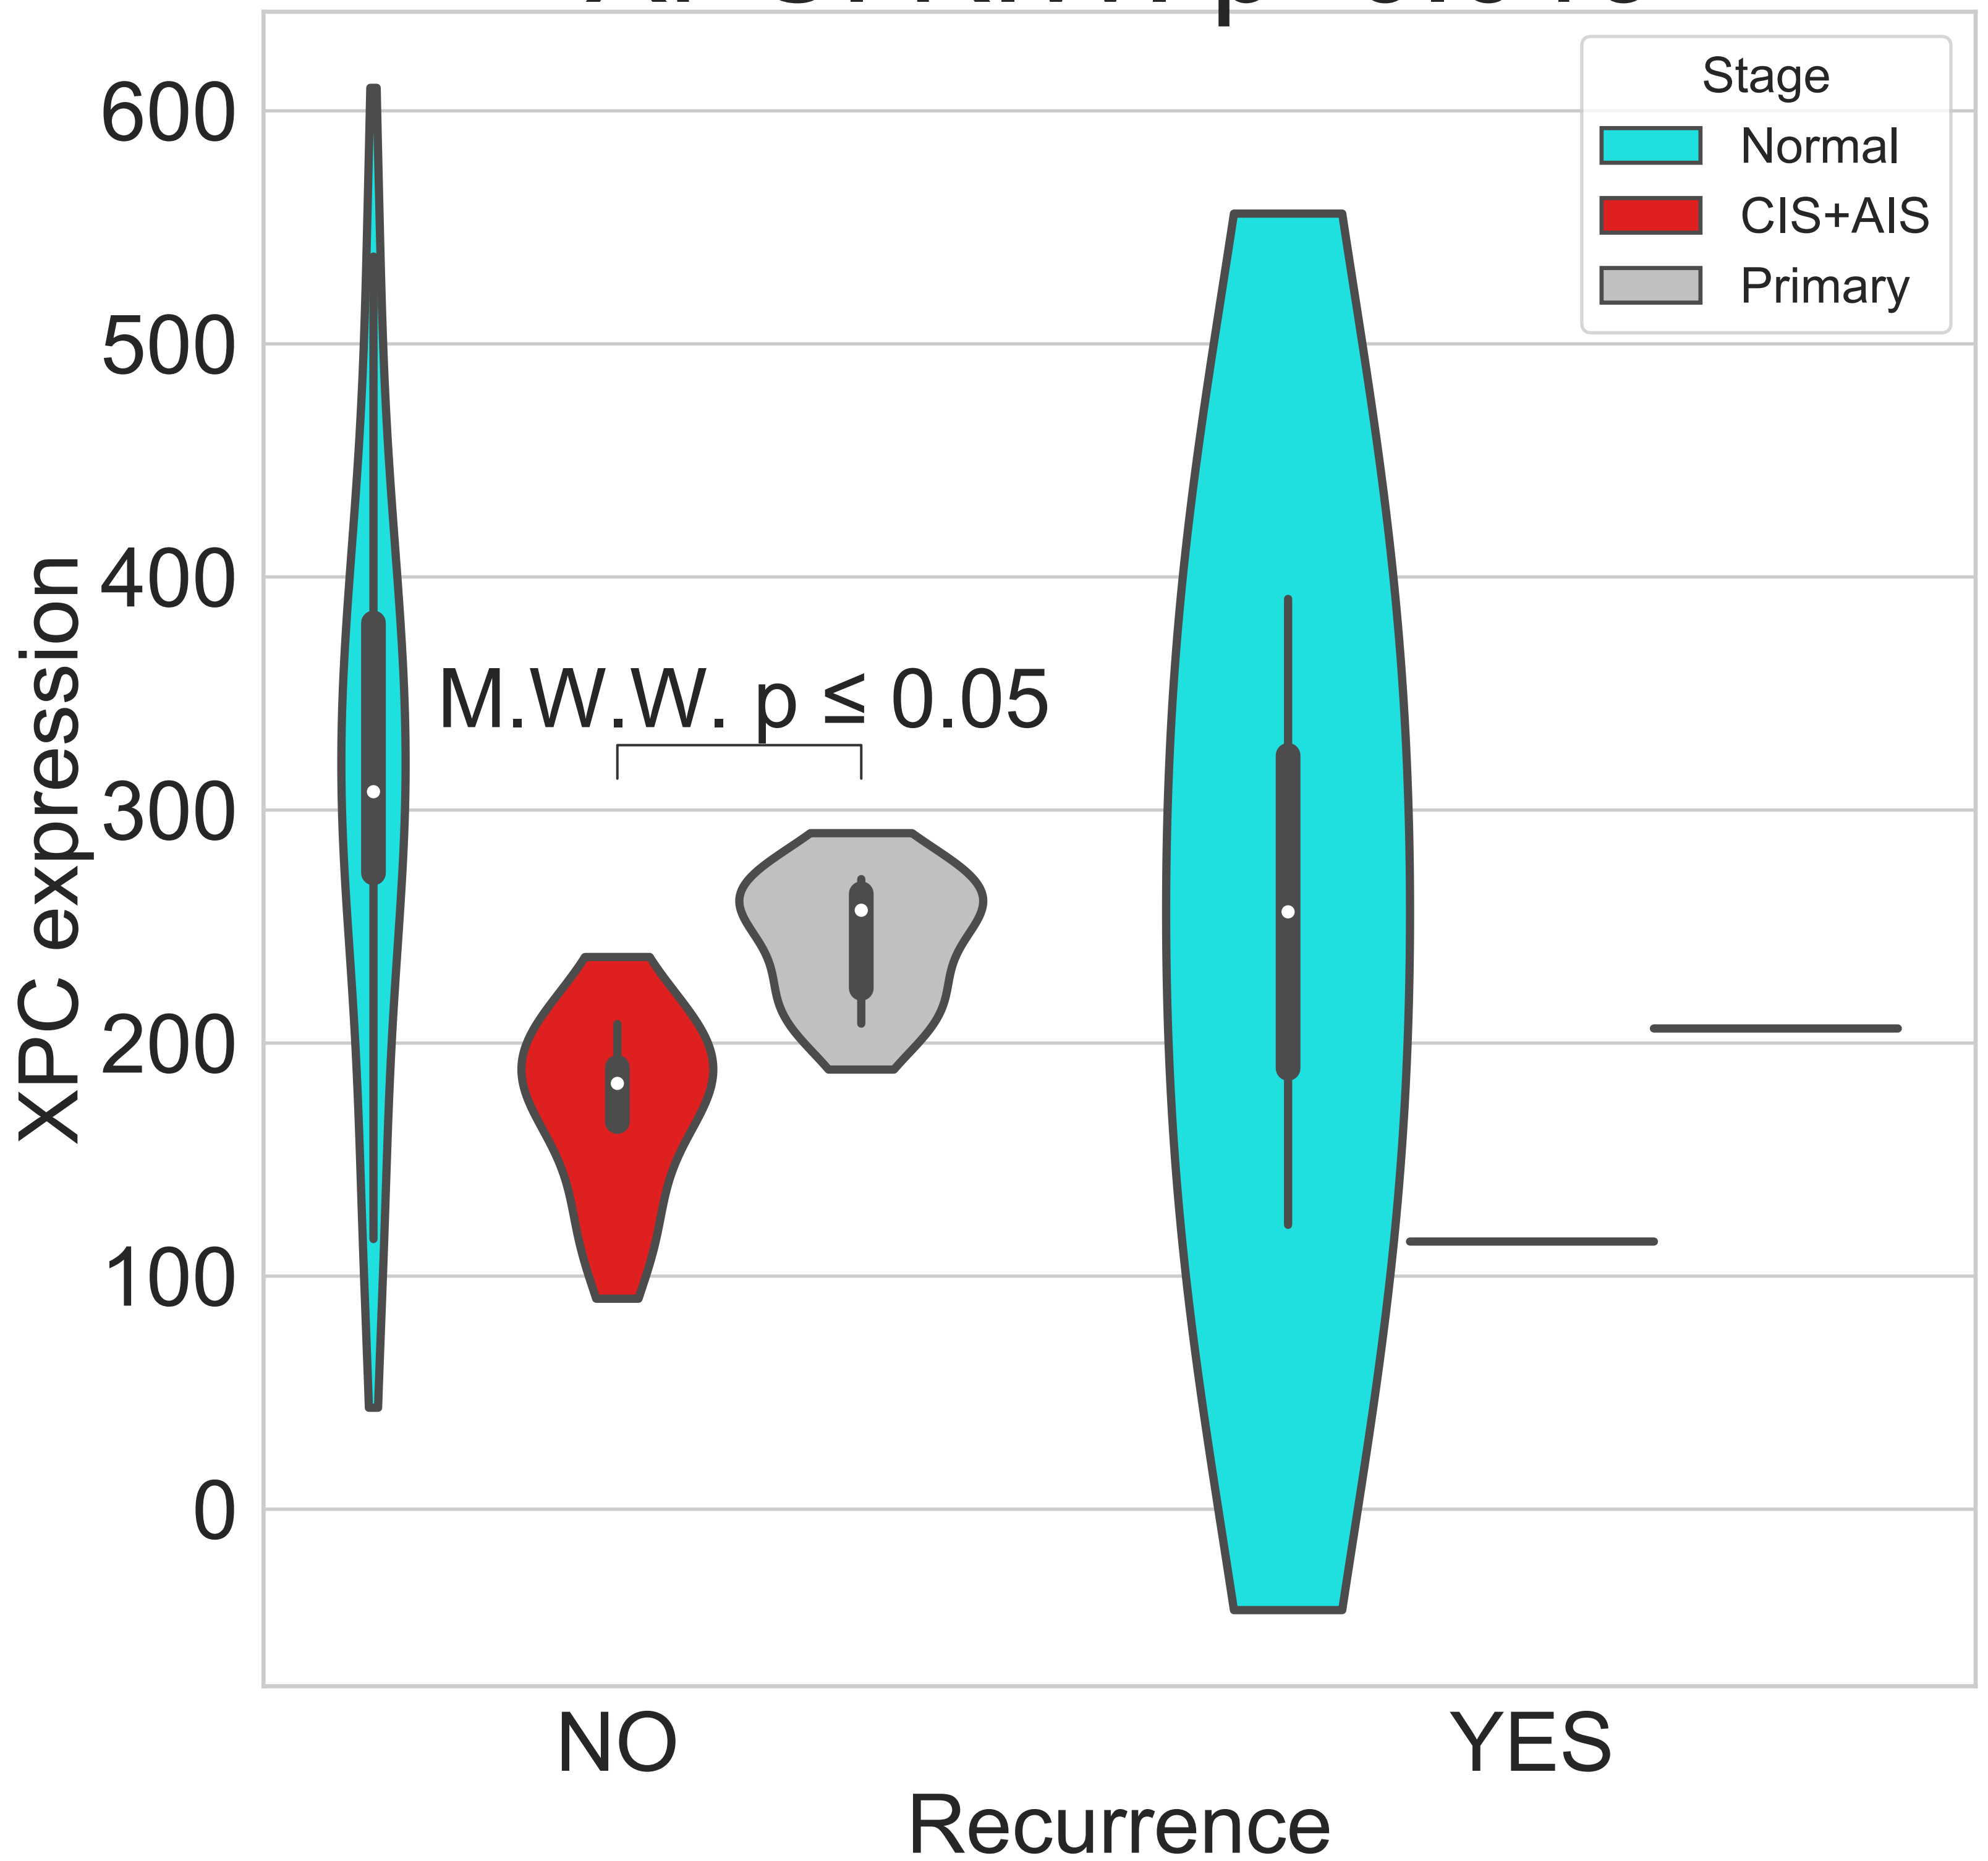 Stage
Normal
CIS+AIS
Primary
600
500
400
300
200
100
0
XPC expression
M.W.W. p ≤ 0.05
NO
YES
Recurrence